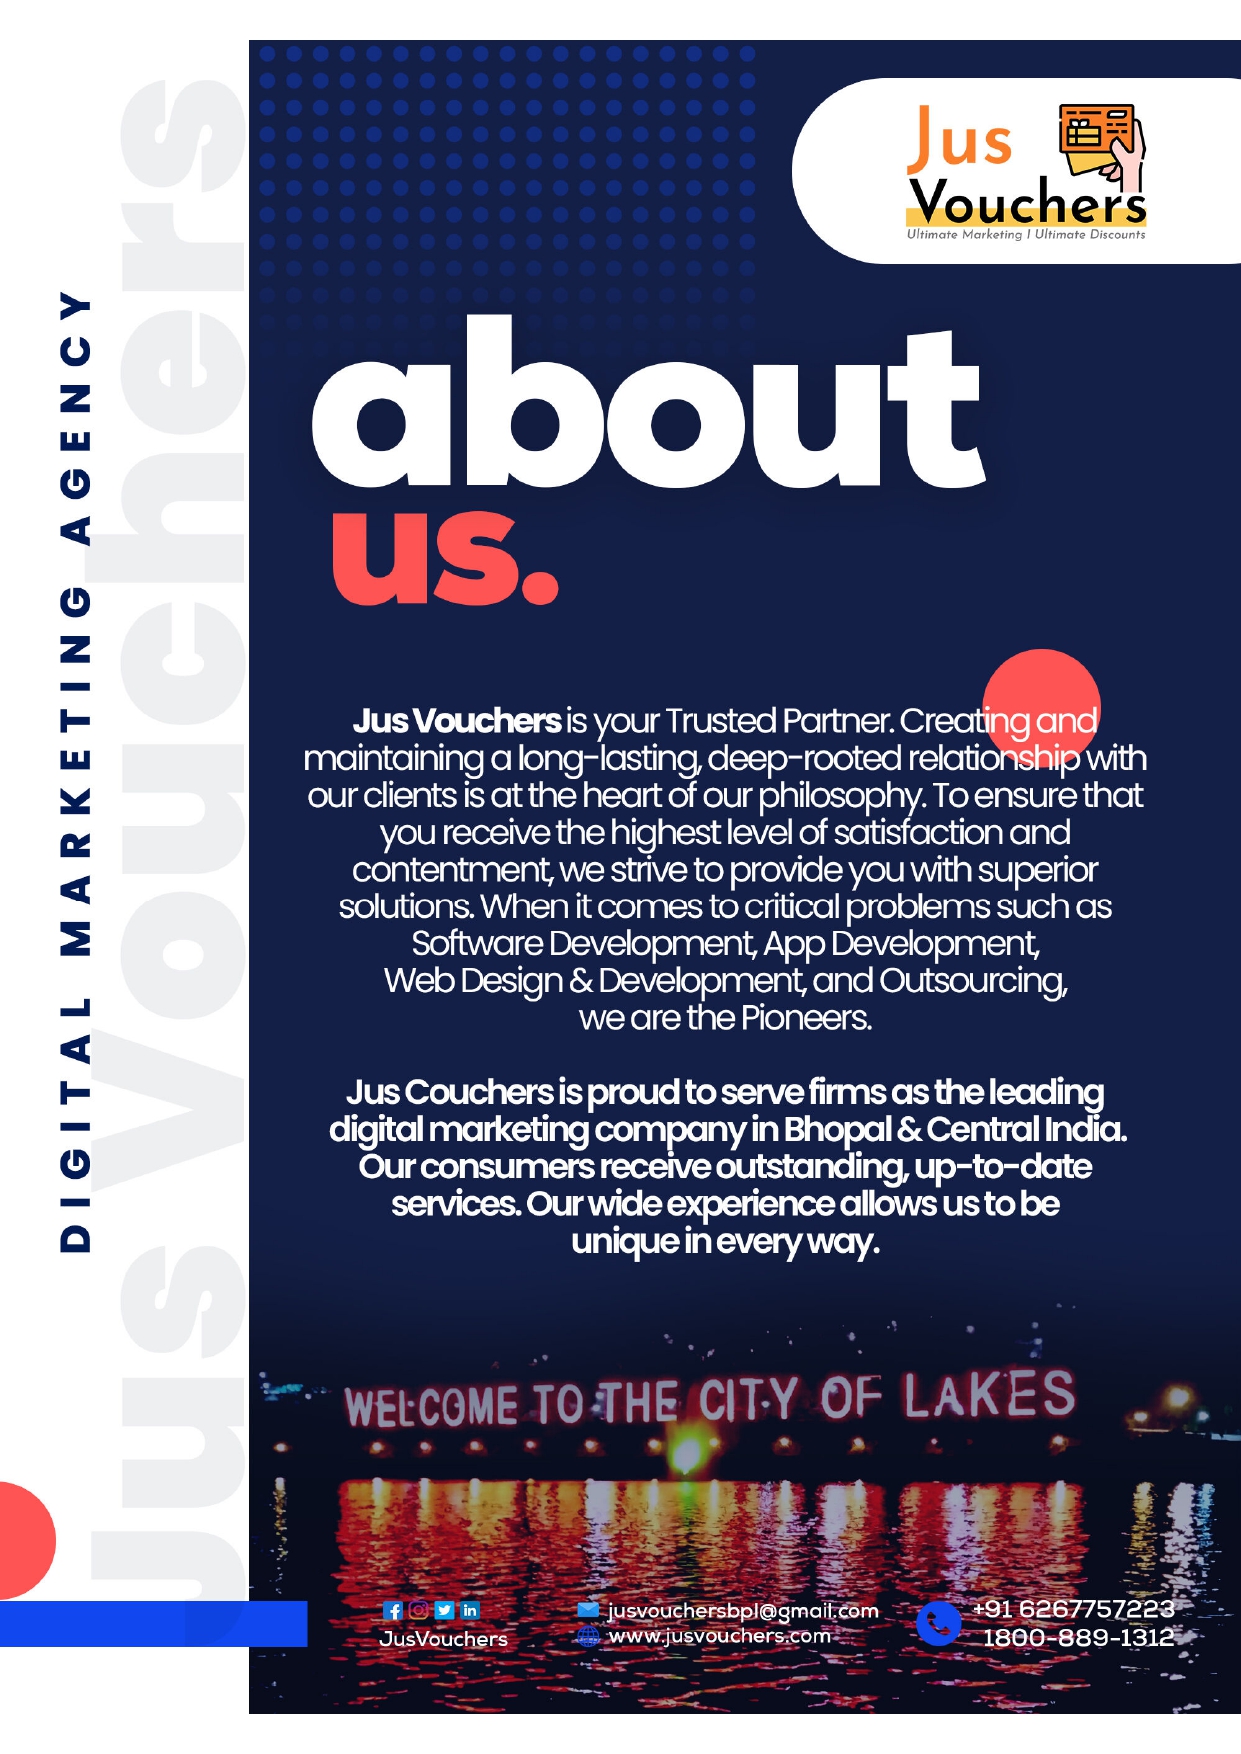 Jus
Vouchers
Ultimate Marketing I Ultimate Discounts
Jus Vouchers
DIGITAL MARKETING AGENCY
about
us.
Jus Vouchers is your Trusted Partner. Creating and
maintaining a long-lasting, deep-rooted relationship with
our clients is at the heart of our philosophy. To ensure that
you receive the highest level of satisfaction and
contentment, we strive to provide you with superior
solutions. When it comes to critical problems such as
Software Development, App Development,
Web Design & Development, and Outsourcing,
we are the Pioneers.
Jus Couchers is proud to serve firms as the leading
digital marketing company in Bhopal & Central India.
Our consumers receive outstanding, up-to-date
services. Our wide experience allows us to be
unique in every way.
WELCOME TO THE CITY OF LAKES
JusVouchers
jusvouchersbpl@gmail.com
www.jusvouchers.com
+91 6267757223
1800-889-1312